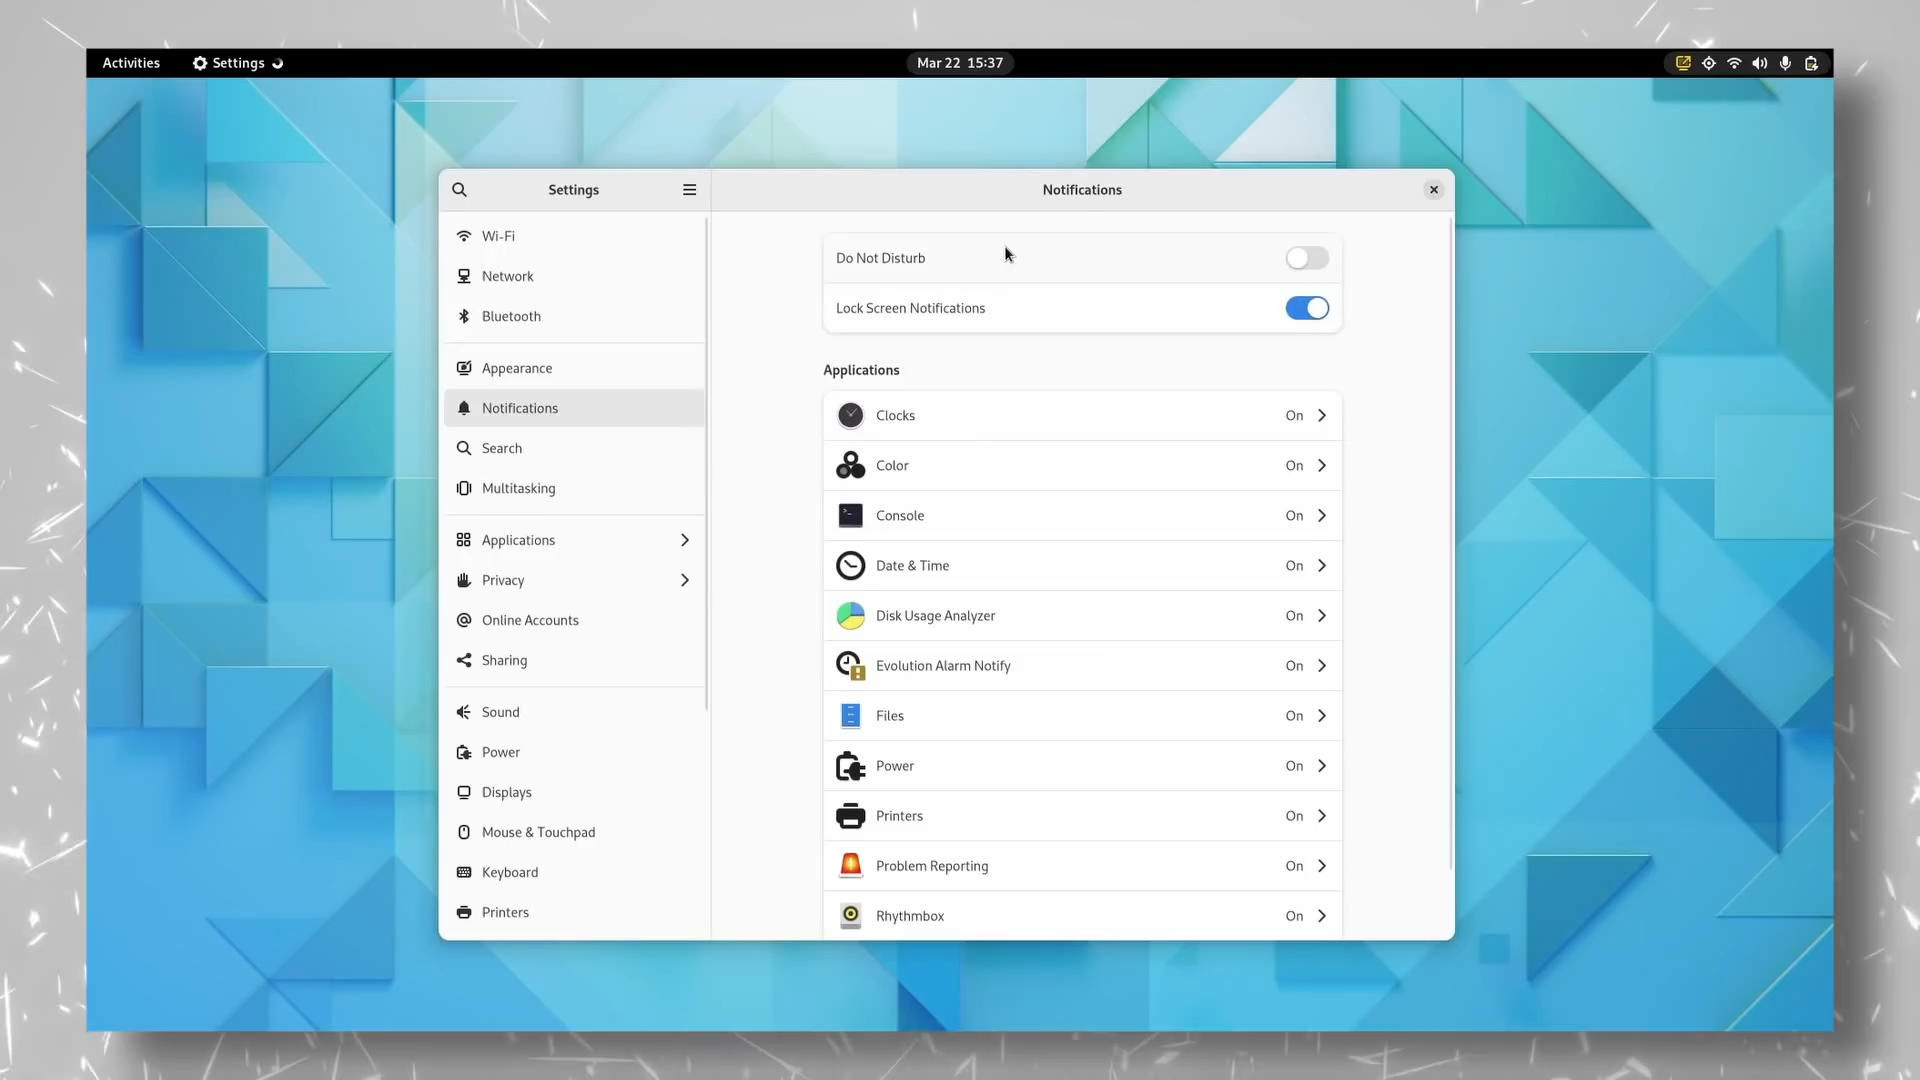 Activities
Settings
Mar 22 15:37
Settings
Notifications
Wi-Fi
Network
Bluetooth
Appearance
Notifications
Search
Multitasking
Applications
Privacy
Online Accounts
Sharing
Sound
Power
Displays
Mouse & Touchpad
Keyboard
Printers
Do Not Disturb
Lock Screen Notifications
Applications
Clocks On
Color On
Console On
Date & Time On
Disk Usage Analyzer On
Evolution Alarm Notify On
Files On
Power On
Printers On
Problem Reporting On
Rhythmbox On